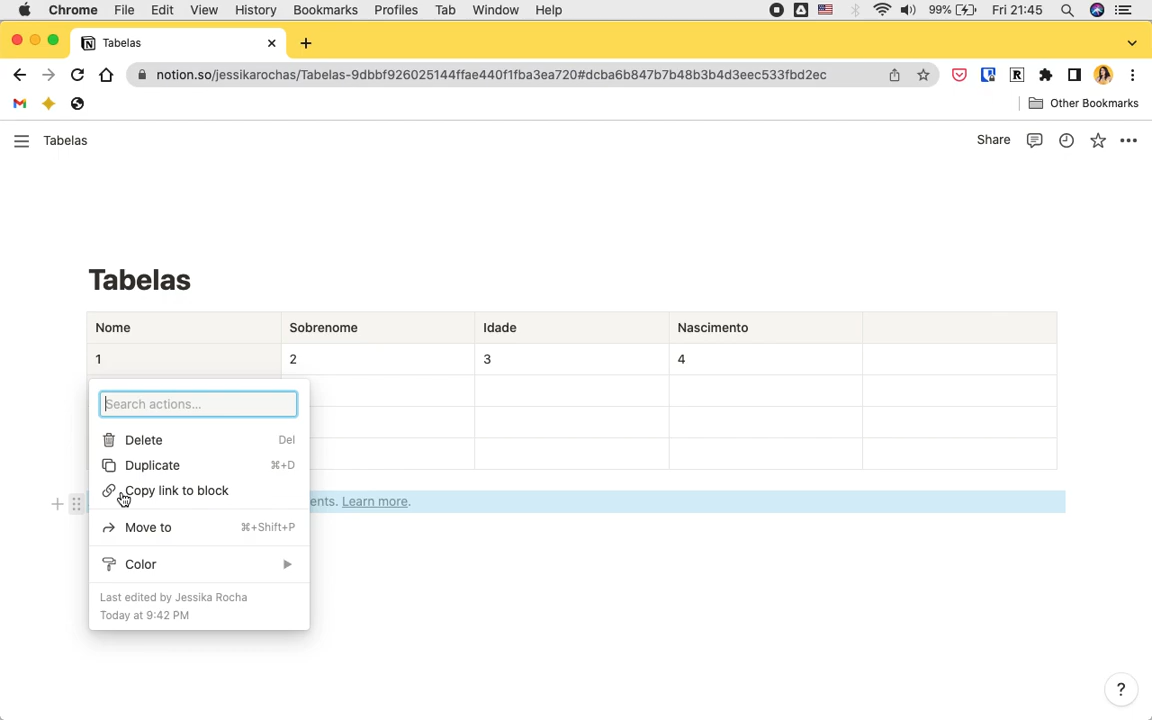 Chrome File Edit View History Bookmarks Profiles Tab Window Help 99% Fri 21:45
Tabelas
notion.so/jessikarochas/Tabelas-9dbbf926025144ffae440f1fba3ea720#dcba6b847b7b48b3b4d3eec533fbd2ec
Other Bookmarks
Tabelas Share
Tabelas
Nome Sobrenome Idade Nascimento
1 2 3 4
Search actions...
Delete Del
Duplicate ⌘+D
Copy link to block
ents. Learn more.
Move to ⌘+Shift+P
Color
Last edited by Jessika Rocha
Today at 9:42 PM
?